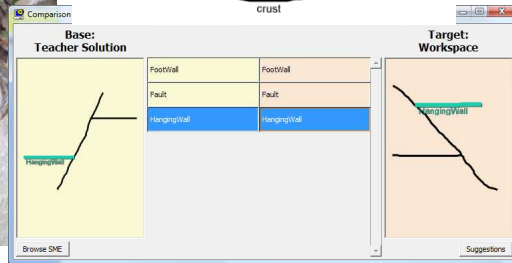 crust
Comparison
Base:
Teacher Solution
Target:
Workspace
FootWall FootWall
Fault Fault
HangingWall HangingWall
HangingWall
HangingWall
Browse SME
Suggestions